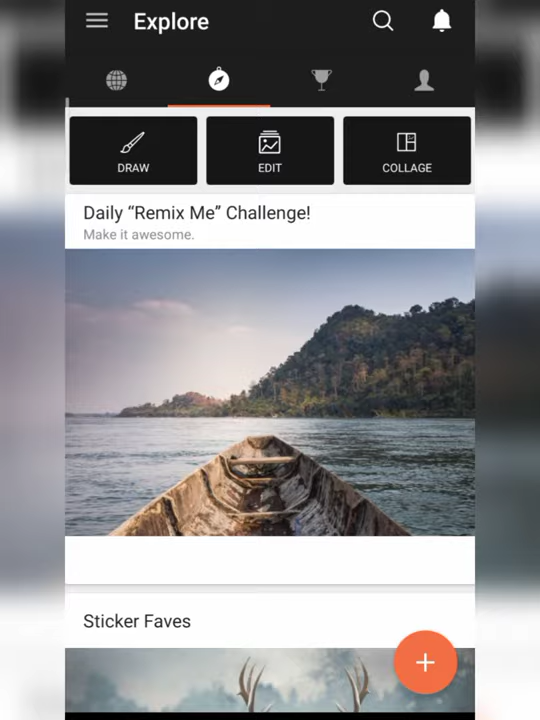 Explore
DRAW
EDIT
COLLAGE
Daily “Remix Me” Challenge!
Make it awesome.
Sticker Faves